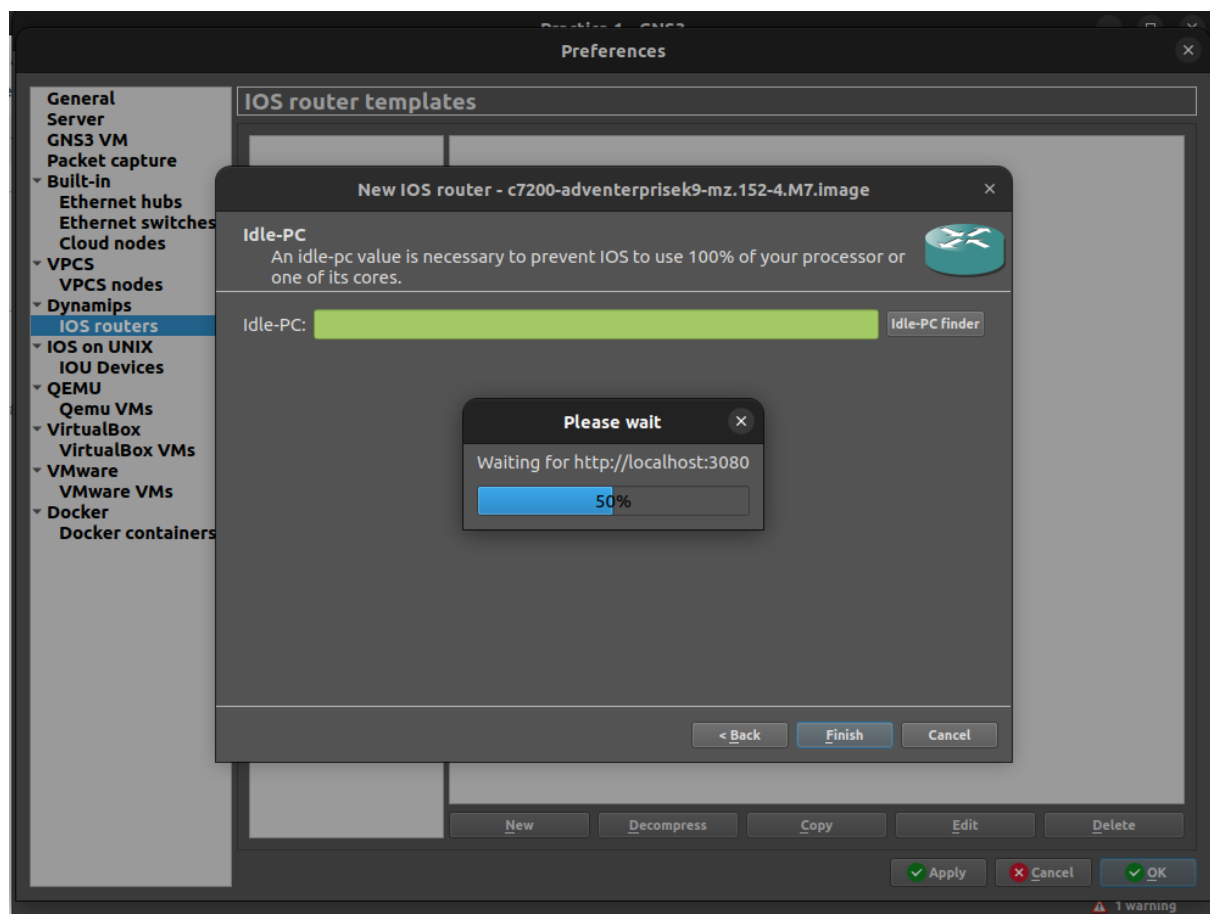 Practica 1 - GNS3
Preferences
General
Server
GNS3 VM
Packet capture
Built-in
Ethernet hubs
Ethernet switches
Cloud nodes
VPCS
VPCS nodes
Dynamips
IOS routers
IOS on UNIX
IOU Devices
QEMU
Qemu VMs
VirtualBox
VirtualBox VMs
VMware
VMware VMs
Docker
Docker containers
IOS router templates
New IOS router - c7200-adventerprisek9-mz.152-4.M7.image
Idle-PC
An idle-pc value is necessary to prevent IOS to use 100% of your processor or
one of its cores.
Idle-PC:
Idle-PC finder
Please wait
Waiting for http://localhost:3080
50%
< Back
Finish
Cancel
New
Decompress
Copy
Edit
Delete
Apply
Cancel
OK
1 warning